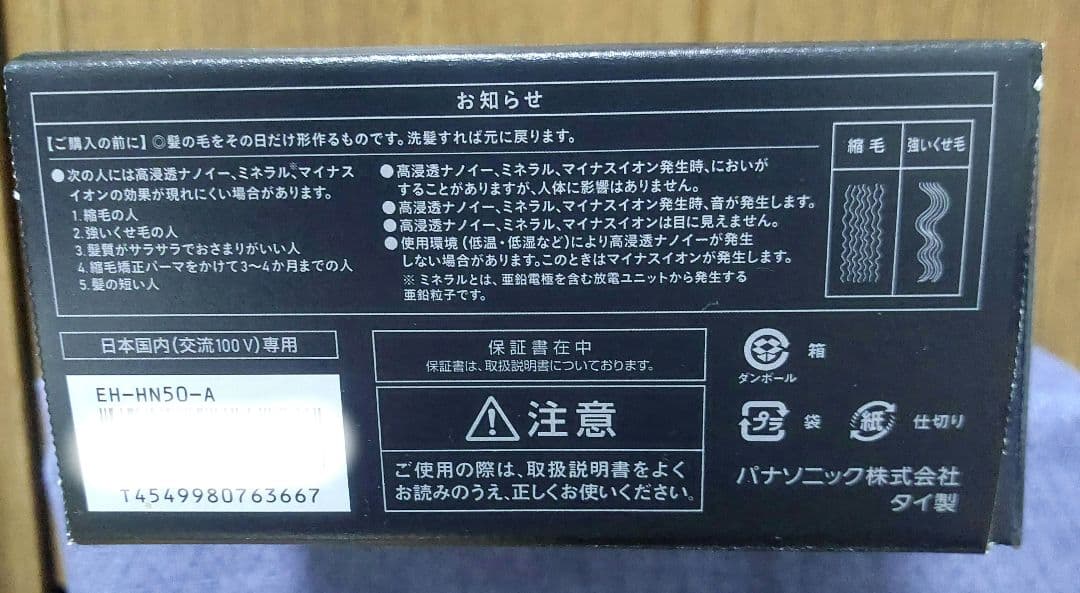 お知らせ
【ご購入の前に】◎髪の毛をその日だけ形作るものです。洗髪すれば元に戻ります。
●次の人には高浸透ナノイー、ミネラル※、マイナス
イオンの効果が現れにくい場合があります。
1.縮毛の人
2.強いくせ毛の人
3.髪質がサラサラでおさまりがいい人
4.縮毛矯正パーマをかけて3〜4か月までの人
5.髪の短い人
●高浸透ナノイー、ミネラル、マイナスイオン発生時、においが
することがありますが、人体に影響はありません。
●高浸透ナノイー、ミネラル、マイナスイオン発生時、音が発生します。
●高浸透ナノイー、ミネラル、マイナスイオンは目に見えません。
●使用環境(低温・低湿など)により高浸透ナノイーが発生
しない場合があります。このときはマイナスイオンが発生します。
※ミネラルとは、亜鉛電極を含む放電ユニットから発生する
亜鉛粒子です。
縮毛 強いくせ毛
日本国内(交流100V)専用
EH-HN50-A
T4549980763667
保証書在中
保証書は、取扱説明書についております。
注意
ご使用の際は、取扱説明書をよく
お読みのうえ、正しくお使いください。
箱
ダンボール
プラ 袋 紙 仕切り
パナソニック株式会社
タイ製